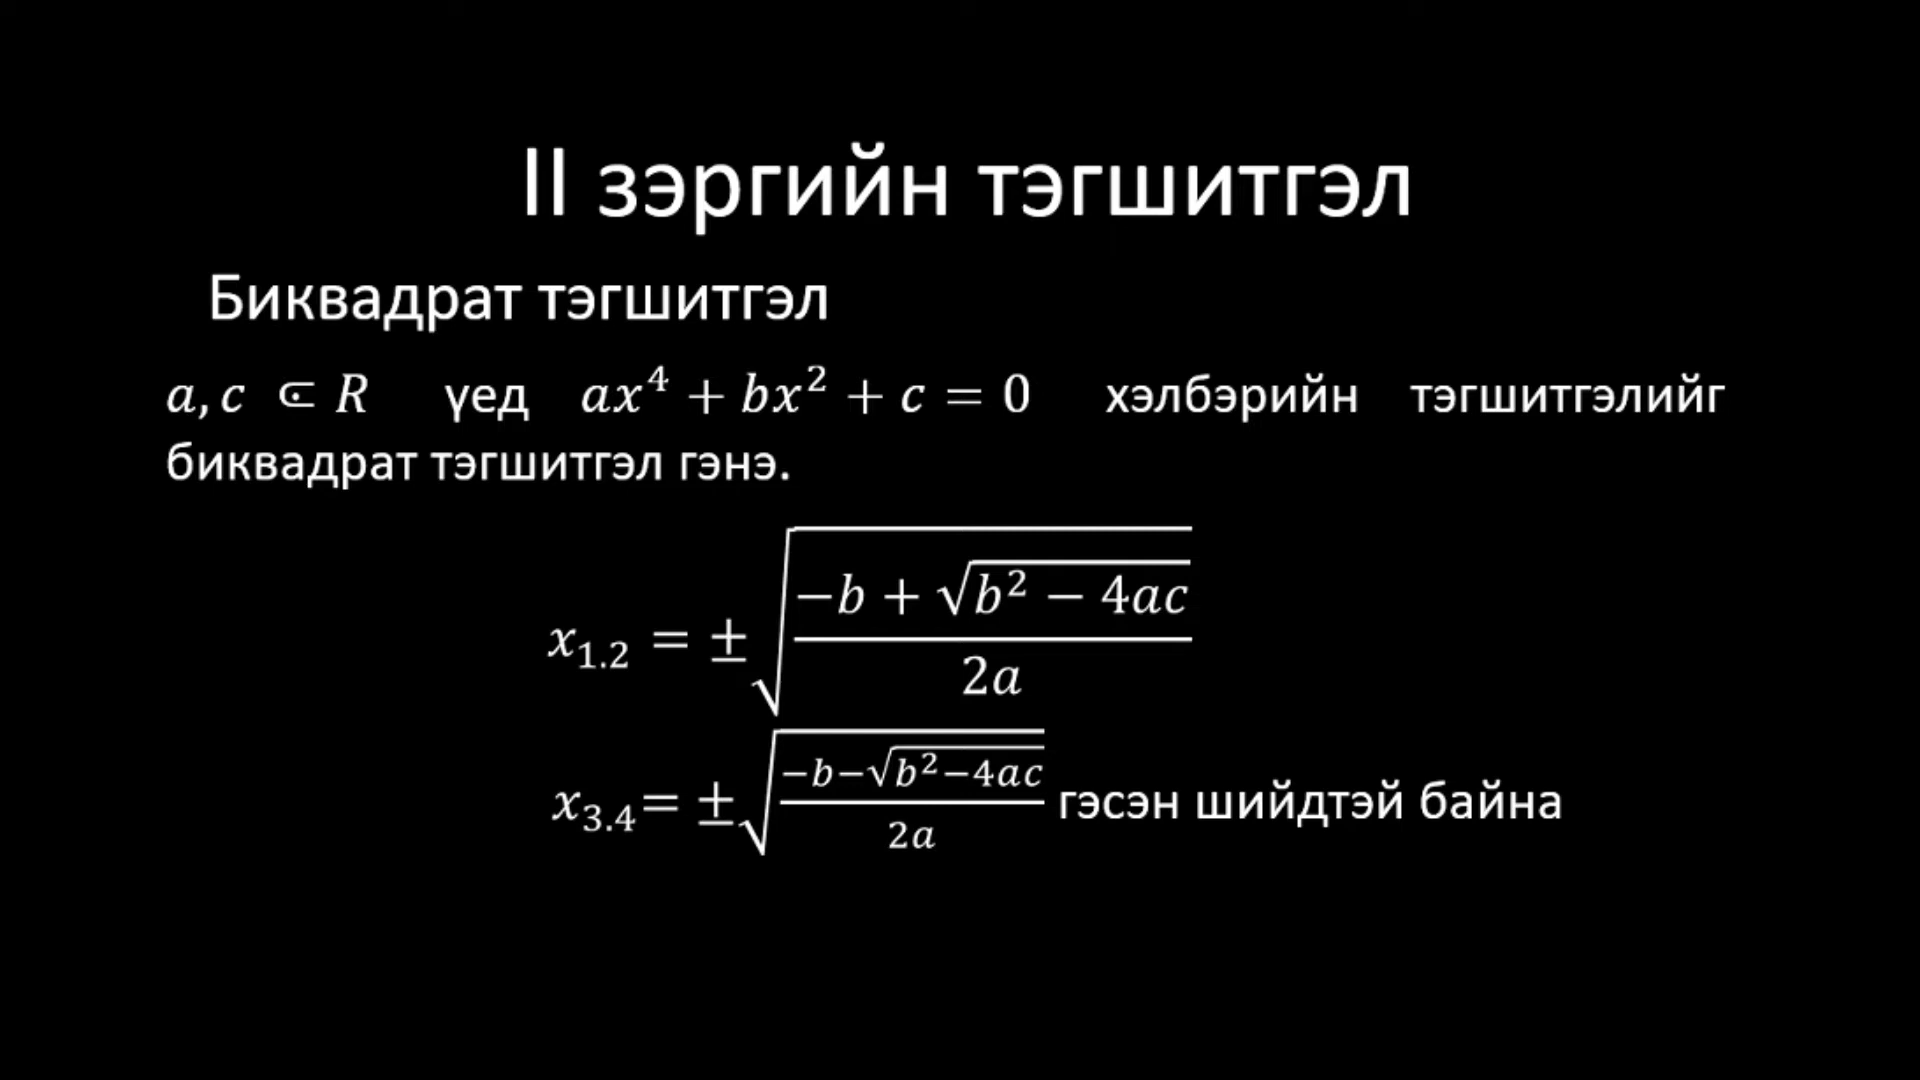 II зэргийн тэгшитгэл
Биквадрат тэгшитгэл
a, c ⪽ R үед ax⁴ + bx² + c = 0 хэлбэрийн тэгшитгэлийг
биквадрат тэгшитгэл гэнэ.
x₁.₂ = ±√((−b + √(b² − 4ac))/(2a))
x₃.₄= ±√((−b−√(b²−4ac))/(2a)) гэсэн шийдтэй байна